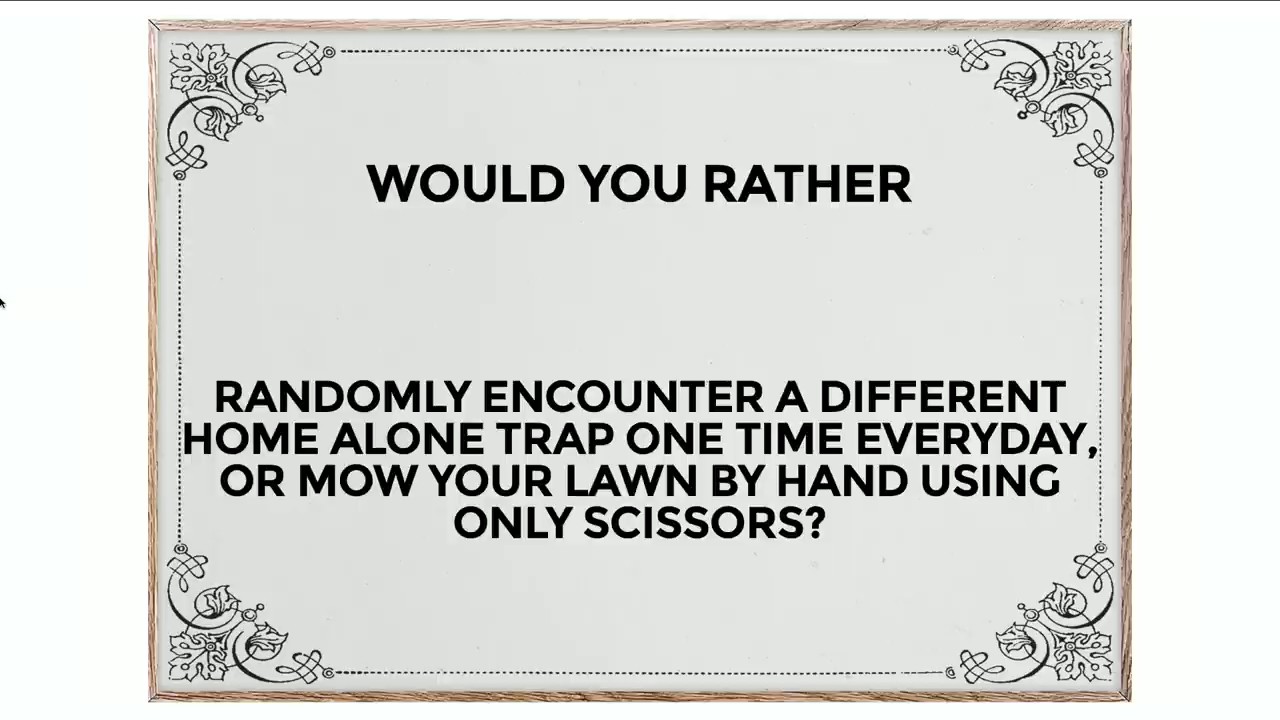 WOULD YOU RATHER
RANDOMLY ENCOUNTER A DIFFERENT
HOME ALONE TRAP ONE TIME EVERYDAY,
OR MOW YOUR LAWN BY HAND USING
ONLY SCISSORS?